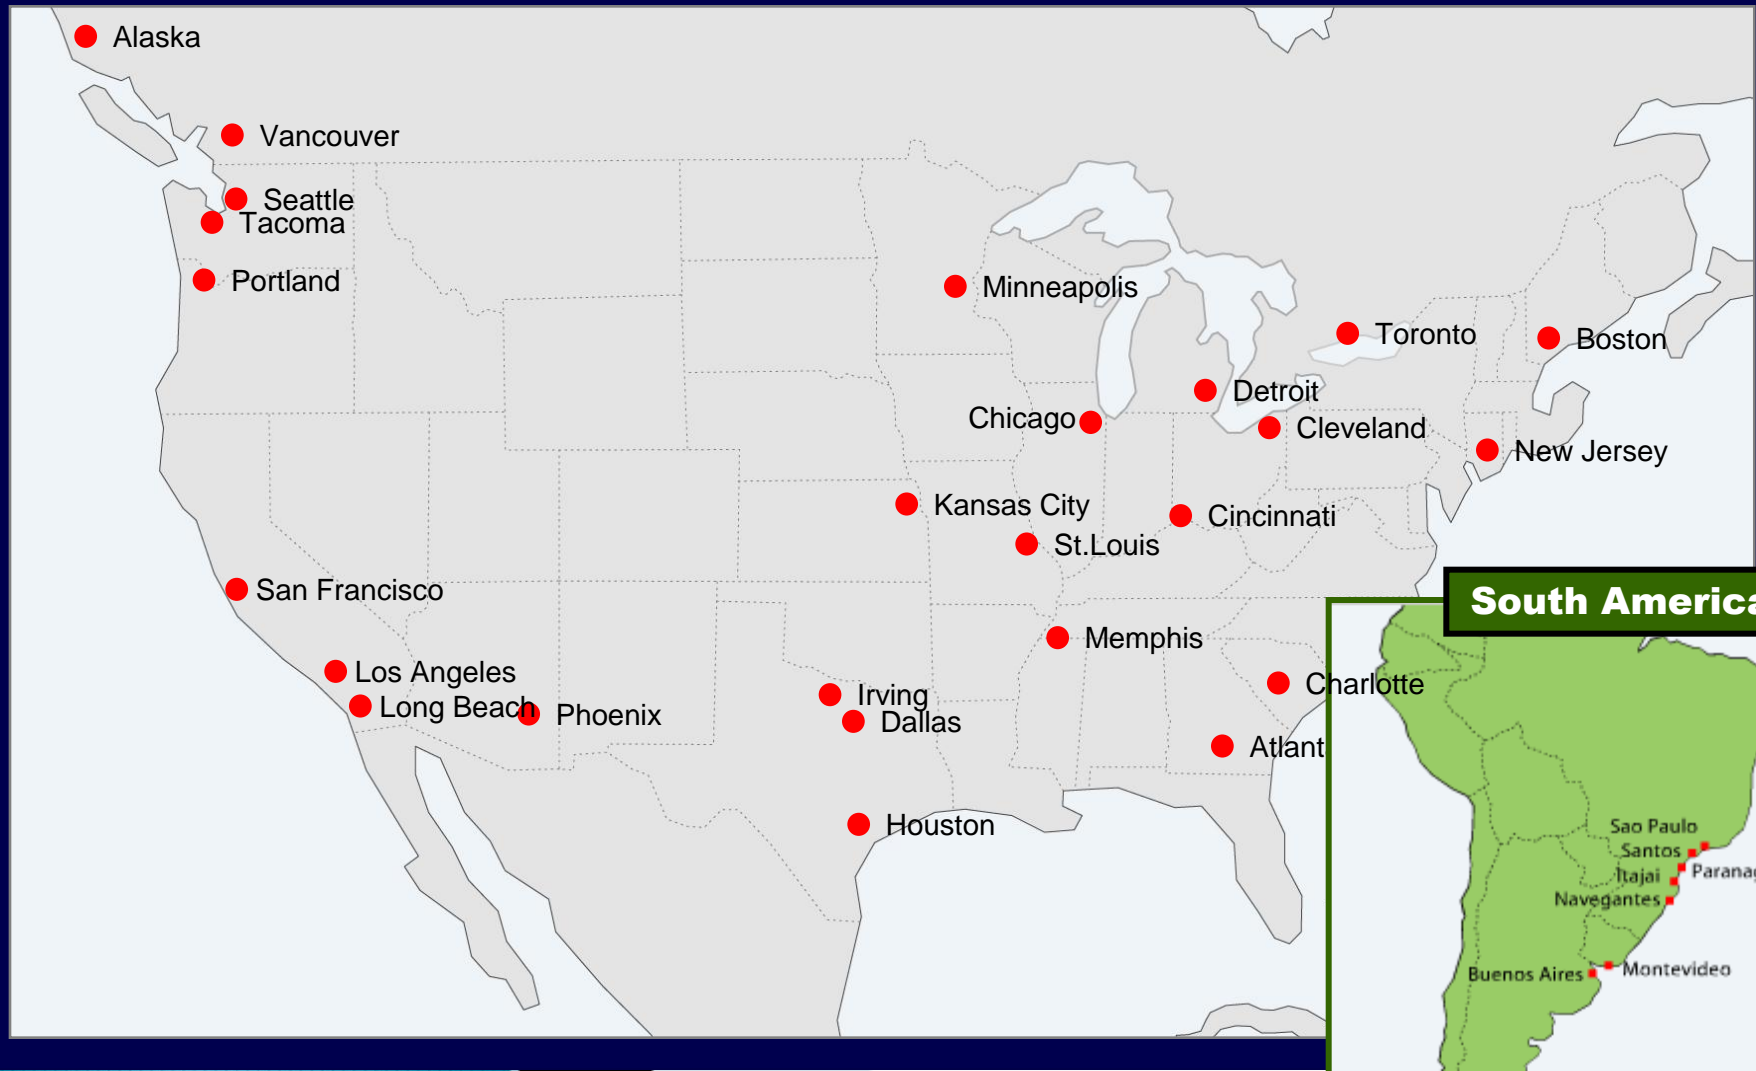 Alaska
Vancouver
Seattle
Tacoma
Portland
Minneapolis
Toronto
Boston
Detroit
Chicago
Cleveland
New Jersey
Kansas City
Cincinnati
St.Louis
San Francisco
South America
Memphis
Los Angeles
Charlotte
Long Beach
Phoenix
Irving
Dallas
Atlant
Houston
Sao Paulo
Santos
Paranag
Itajai
Navegantes
Montevideo
Buenos Aires